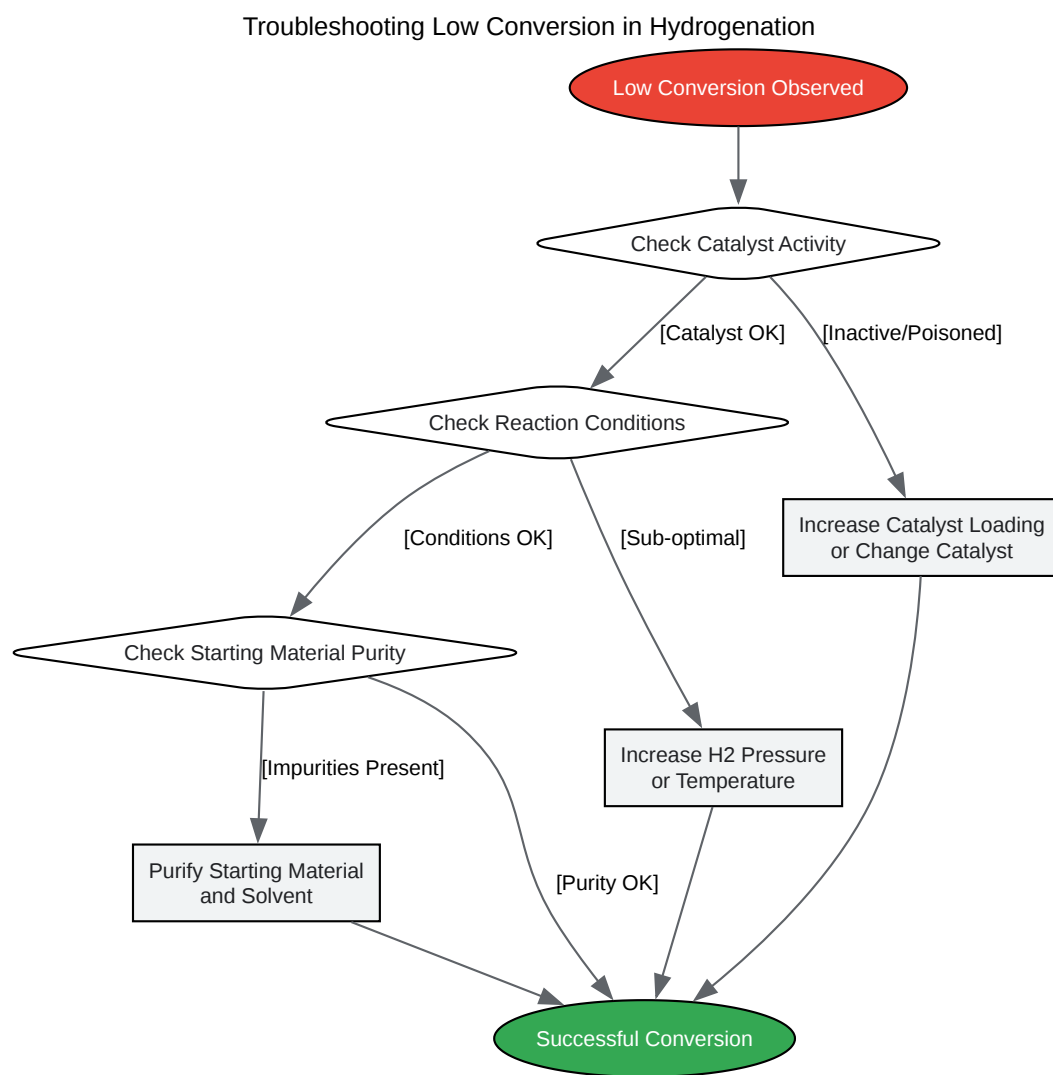 Troubleshooting Low Conversion in Hydrogenation
Low Conversion Observed
Check Catalyst Activity
[Catalyst OK]
[Inactive/Poisoned]
Check Reaction Conditions
[Conditions OK]
[Sub-optimal]
Increase Catalyst Loading
or Change Catalyst
Check Starting Material Purity
[Impurities Present]
Increase H2 Pressure
or Temperature
Purify Starting Material
and Solvent
[Purity OK]
Successful Conversion